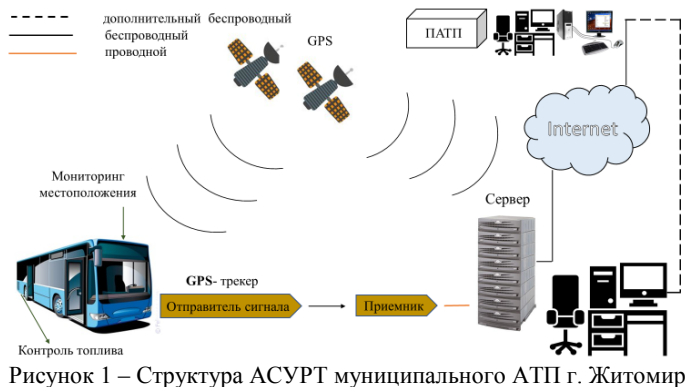 дополнительный беспроводный
беспроводный
проводной
GPS
ПАТП
Internet
Мониторинг
местоположения
Сервер
GPS- трекер
Отправитель сигнала
Приемник
Контроль топлива
Рисунок 1 – Структура АСУРТ муниципального АТП г. Житомир